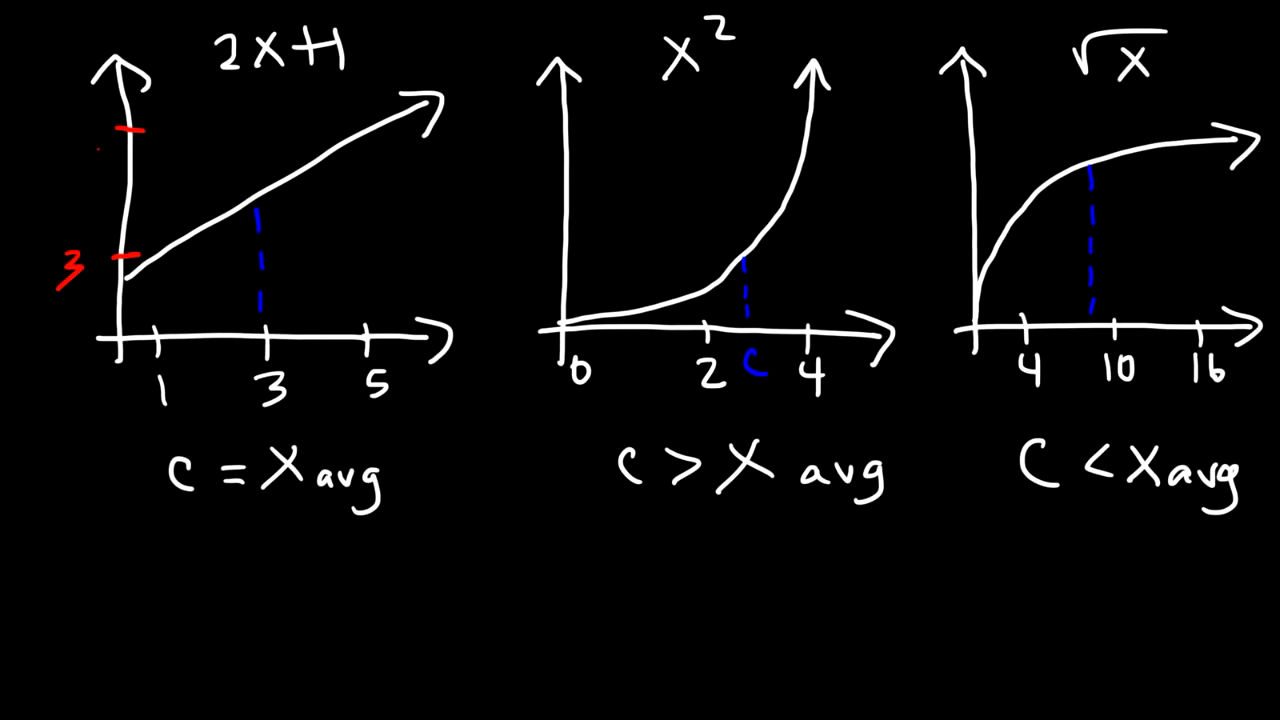 2x+1
3
1 3 5
c = x avg
x²
0 2 c 4
c > x avg
√x
4 10 16
c < x avg